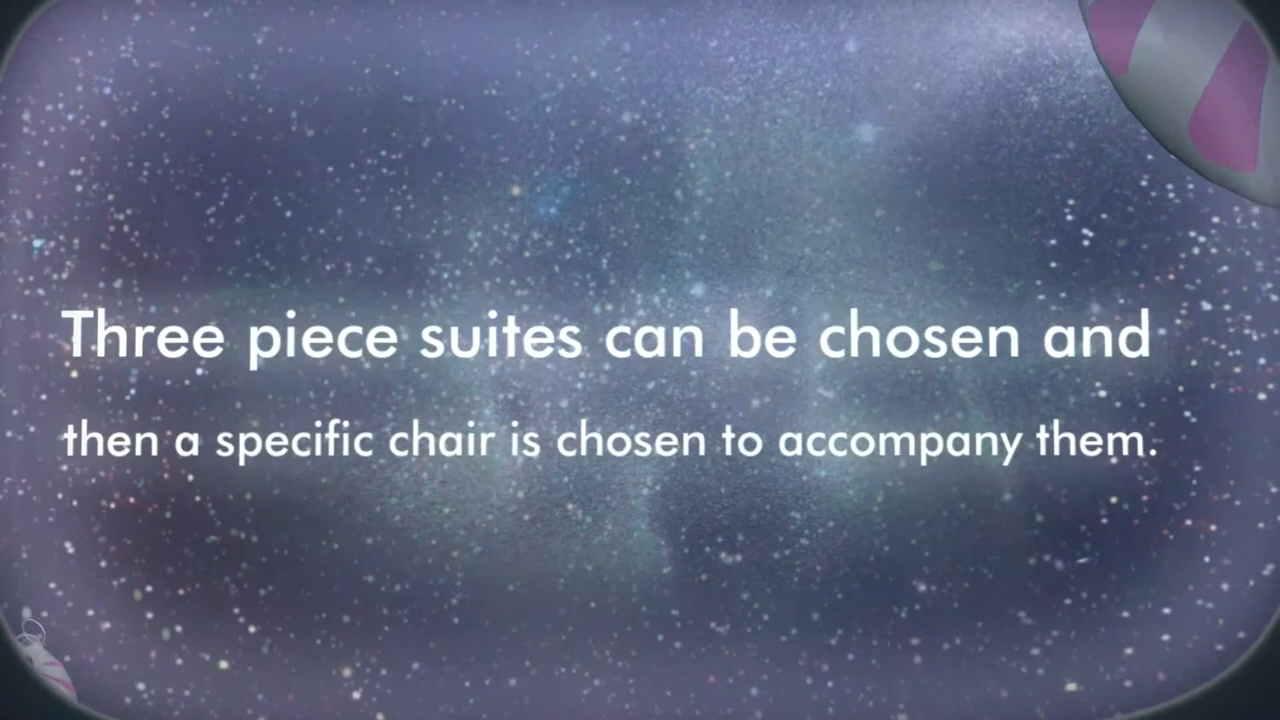 Three piece suites can be chosen and
then a specific chair is chosen to accompany them.